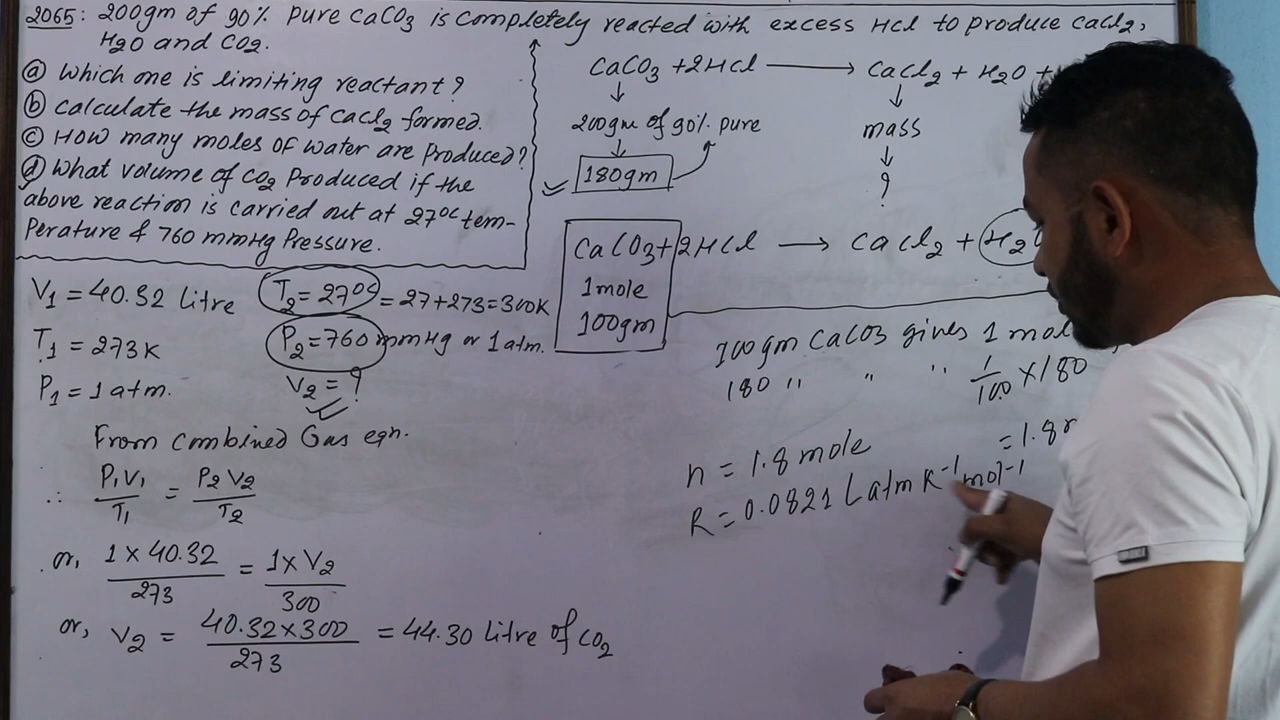 2065: 200gm of 90% pure CaCO3 is completely reacted with excess HCl to produce CaCl2,
H2O and CO2.
ⓐ Which one is limiting reactant?
ⓑ Calculate the mass of CaCl2 formed.
ⓒ How many moles of water are produced?
ⓓ What volume of CO2 Produced if the
above reaction is carried out at 27°C tem-
Perature & 760 mmHg Pressure.
CaCO3 + 2HCl → CaCl2 + H2O +
↓ ↓
200gm of 90% pure mass
↓ ↓
180gm ?
CaCO3 + 2HCl → CaCl2 + H2O
1mole
100gm
V1 = 40.32 litre T2 = 27°C = 27+273=300K
T1 = 273K P2=760 mmHg or 1atm.
P1 = 1atm. V2 = ?
From Combined Gas eqn.
∴ P1V1/T1 = P2V2/T2
or, 1 × 40.32/273 = 1×V2/300
or, V2 = 40.32×300/273 = 44.30 litre of CO2
100gm CaCO3 gives 1 mol
180 '' '' '' 1/100 × 180
= 1.8
n = 1.8 mole
R = 0.0821 L atm K⁻¹ mol⁻¹